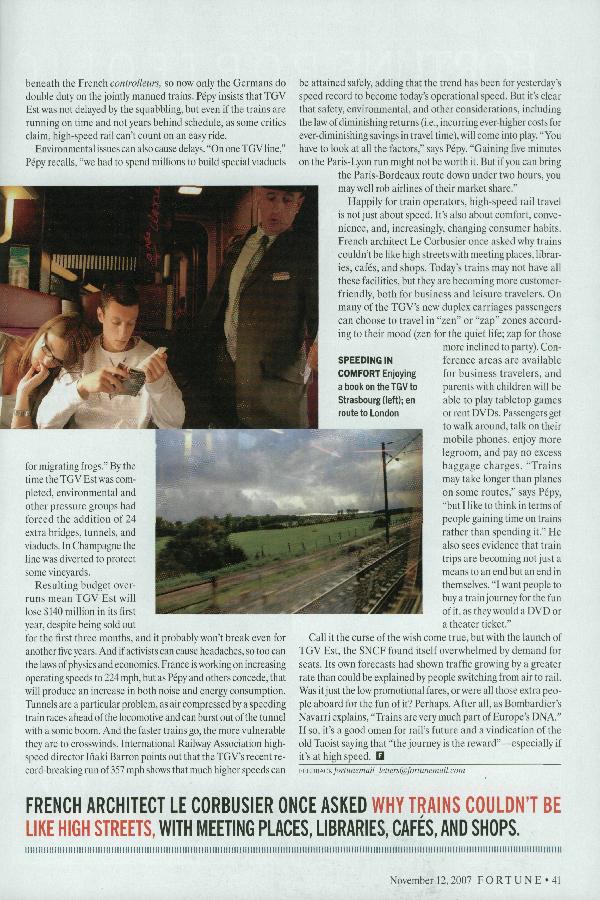 beneath the French controlleurs, so now only the Germans do
double duty on the jointly manned trains. Pépy insists that TGV
Est was not delayed by the squabbling, but even if the trains are
running on time and not years behind schedule, as some critics
claim, high-speed rail can't count on an easy ride.
Environmental issues can also cause delays. "On one TGV line,"
Pépy recalls, "we had to spend millions to build special viaducts
for migrating frogs." By the
time the TGV Est was com-
pleted, environmental and
other pressure groups had
forced the addition of 24
extra bridges, tunnels, and
viaducts. In Champagne the
line was diverted to protect
some vineyards.
Resulting budget over-
runs mean TGV Est will
lose $140 million in its first
year, despite being sold out
for the first three months, and it probably won't break even for
another five years. And if activists can cause headaches, so too can
the laws of physics and economics. France is working on increasing
operating speeds to 224 mph, but as Pépy and others concede, that
will produce an increase in both noise and energy consumption.
Tunnels are a particular problem, as air compressed by a speeding
train races ahead of the locomotive and can burst out of the tunnel
with a sonic boom. And the faster trains go, the more vulnerable
they are to crosswinds. International Railway Association high-
speed director Iñaki Barron points out that the TGV's recent re-
cord-breaking run of 357 mph shows that much higher speeds can
be attained safely, adding that the trend has been for yesterday's
speed record to become today's operational speed. But it's clear
that safety, environmental, and other considerations, including
the law of diminishing returns (i.e., incurring ever-higher costs for
ever-diminishing savings in travel time), will come into play. "You
have to look at all the factors," says Pépy. "Gaining five minutes
on the Paris-Lyon run might not be worth it. But if you can bring
the Paris-Bordeaux route down under two hours, you
may well rob airlines of their market share."
Happily for train operators, high-speed rail travel
is not just about speed. It's also about comfort, conve-
nience, and, increasingly, changing consumer habits.
French architect Le Corbusier once asked why trains
couldn't be like high streets with meeting places, librar-
ies, cafés, and shops. Today's trains may not have all
these facilities, but they are becoming more customer-
friendly, both for business and leisure travelers. On
many of the TGV's new duplex carriages passengers
can choose to travel in "zen" or "zap" zones accord-
ing to their mood (zen for the quiet life; zap for those
more inclined to party). Con-
ference areas are available
for business travelers, and
parents with children will be
able to play tabletop games
or rent DVDs. Passengers get
to walk around, talk on their
mobile phones, enjoy more
legroom, and pay no excess
baggage charges. "Trains
may take longer than planes
on some routes," says Pépy,
"but I like to think in terms of
people gaining time on trains
rather than spending it." He
also sees evidence that train
trips are becoming not just a
means to an end but an end in
themselves. "I want people to
buy a train journey for the fun
of it, as they would a DVD or
a theater ticket."
Call it the curse of the wish come true, but with the launch of
TGV Est, the SNCF found itself overwhelmed by demand for
seats. Its own forecasts had shown traffic growing by a greater
rate than could be explained by people switching from air to rail.
Was it just the low promotional fares, or were all those extra peo-
ple aboard for the fun of it? Perhaps. After all, as Bombardier's
Navarri explains, "Trains are very much part of Europe's DNA."
If so, it's a good omen for rail's future and a vindication of the
old Taoist saying that "the journey is the reward"—especially if
it's at high speed. F
FEEDBACK fortunemail_letters@fortunemail.com
SPEEDING IN
COMFORT Enjoying
a book on the TGV to
Strasbourg (left); en
route to London
FRENCH ARCHITECT LE CORBUSIER ONCE ASKED WHY TRAINS COULDN'T BE
LIKE HIGH STREETS, WITH MEETING PLACES, LIBRARIES, CAFÉS, AND SHOPS.
November 12, 2007 FORTUNE • 41